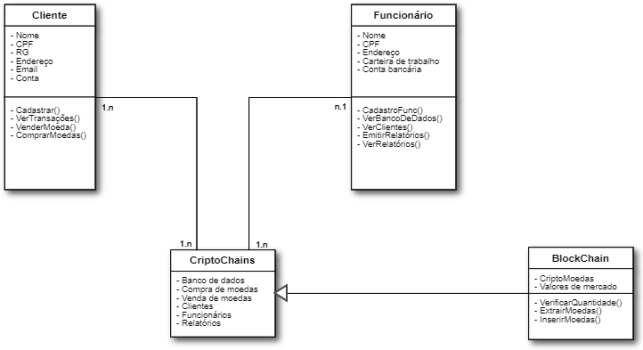 Cliente
- Nome
- CPF
- RG
- Endereço
- Email
- Conta
- Cadastrar()
- VerTransações()
- VenderMoeda()
- ComprarMoedas()
1.n
Funcionário
- Nome
- CPF
- Endereço
- Carteira de trabalho
- Conta bancária
- CadastroFunc()
- VerBancoDeDados()
- VerClientes()
- EmitirRelatórios()
- VerRelatórios()
n.1
1.n
1.n
CriptoChains
- Banco de dados
- Compra de moedas
- Venda de moedas
- Clientes
- Funcionários
- Relatórios
BlockChain
- CriptoMoedas
- Valores de mercado
- VerificarQuantidade()
- ExtrairMoedas()
- InserirMoedas()